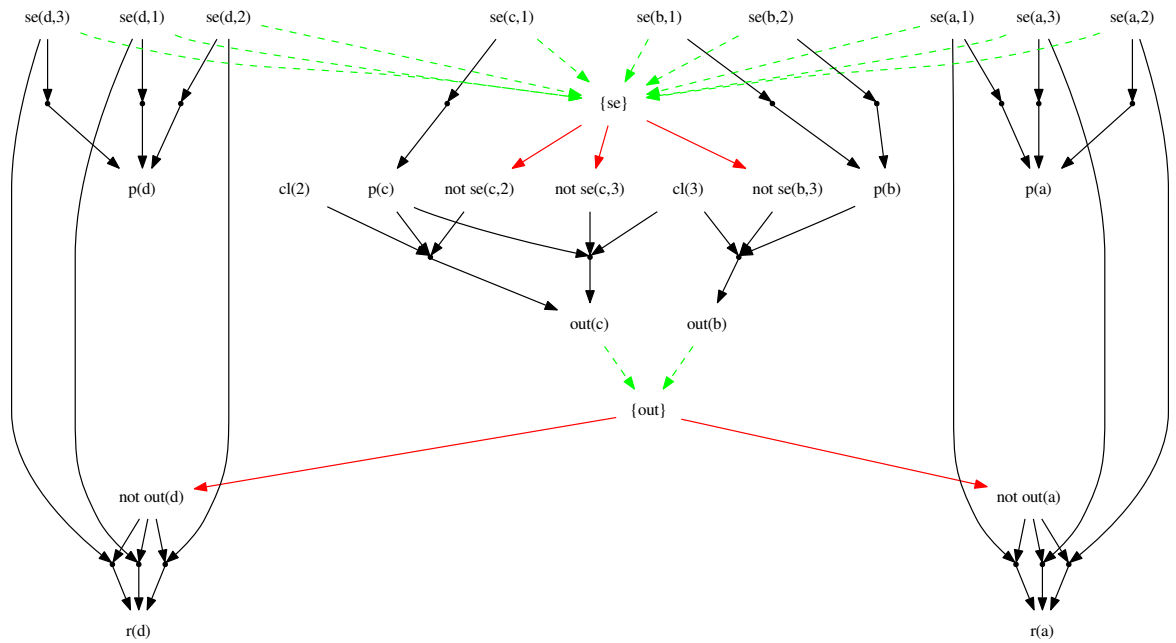 se(d,3) se(d,1) se(d,2) se(c,1) se(b,1) se(b,2) se(a,1) se(a,3) se(a,2)
{se}
p(d) cl(2) p(c) not se(c,2) not se(c,3) cl(3) not se(b,3) p(b) p(a)
out(c) out(b)
{out}
not out(d) not out(a)
r(d) r(a)